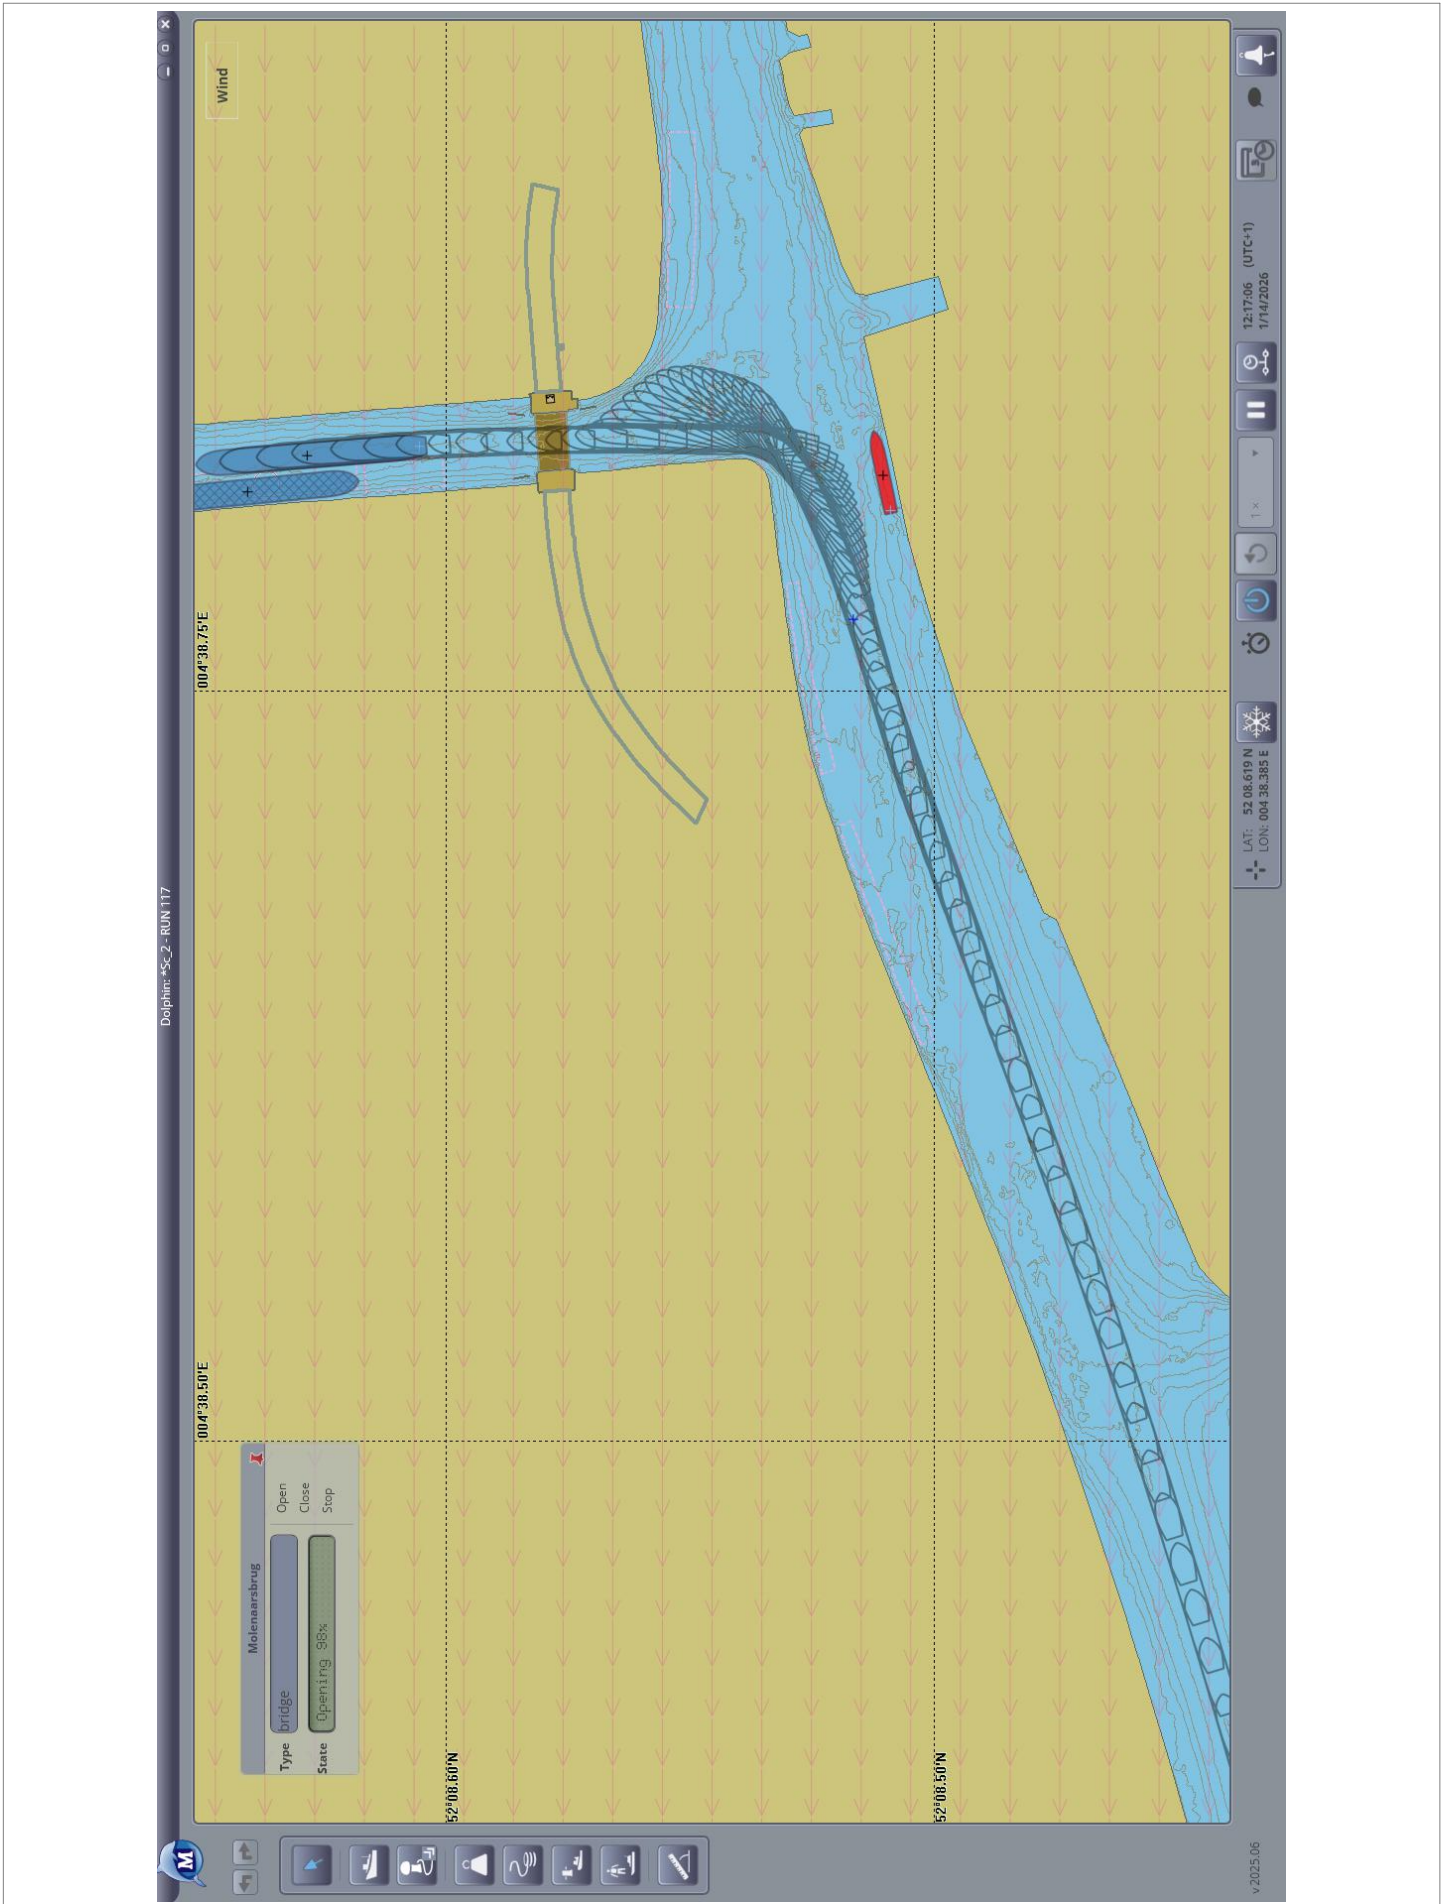 Dolphin: *Sc_2 - RUN 117
M
Molenaarsbrug
Type bridge
State Opening 98%
Open
Close
Stop
004°38.50'E
004°38.75'E
Wind
52°08.60'N
52°08.50'N
v 2025.06
LAT: 52 08.619 N
LON: 004 38.385 E
1 ×
12:17:06 (UTC+1)
1/14/2026